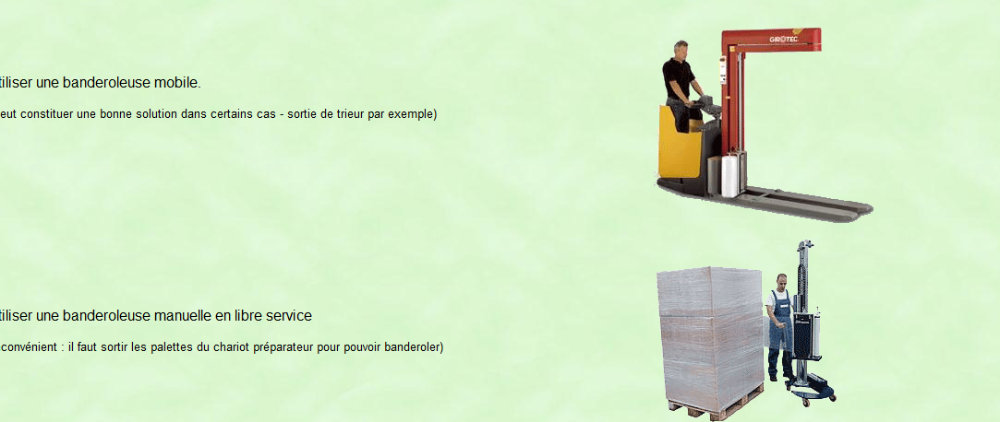 tiliser une banderoleuse mobile.
eut constituer une bonne solution dans certains cas - sortie de trieur par exemple)
GIROTEC
tiliser une banderoleuse manuelle en libre service
convénient : il faut sortir les palettes du chariot préparateur pour pouvoir banderoler)